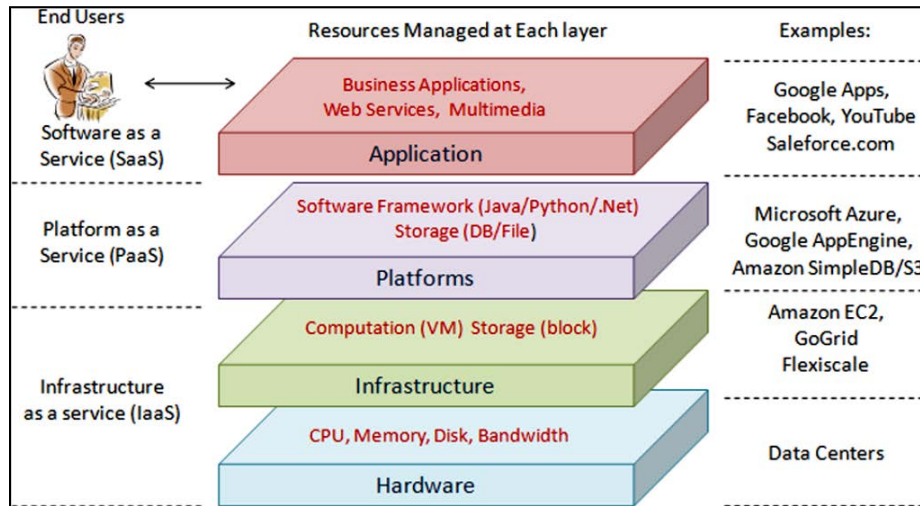 End Users
Resources Managed at Each layer
Examples:
Business Applications,
Web Services, Multimedia
Application
Software as a
Service (SaaS)
Google Apps,
Facebook, YouTube
Saleforce.com
Platform as a
Service (PaaS)
Software Framework (Java/Python/.Net)
Storage (DB/File)
Platforms
Microsoft Azure,
Google AppEngine,
Amazon SimpleDB/S3
Infrastructure
as a service (IaaS)
Computation (VM) Storage (block)
Infrastructure
Amazon EC2,
GoGrid
Flexiscale
CPU, Memory, Disk, Bandwidth
Hardware
Data Centers